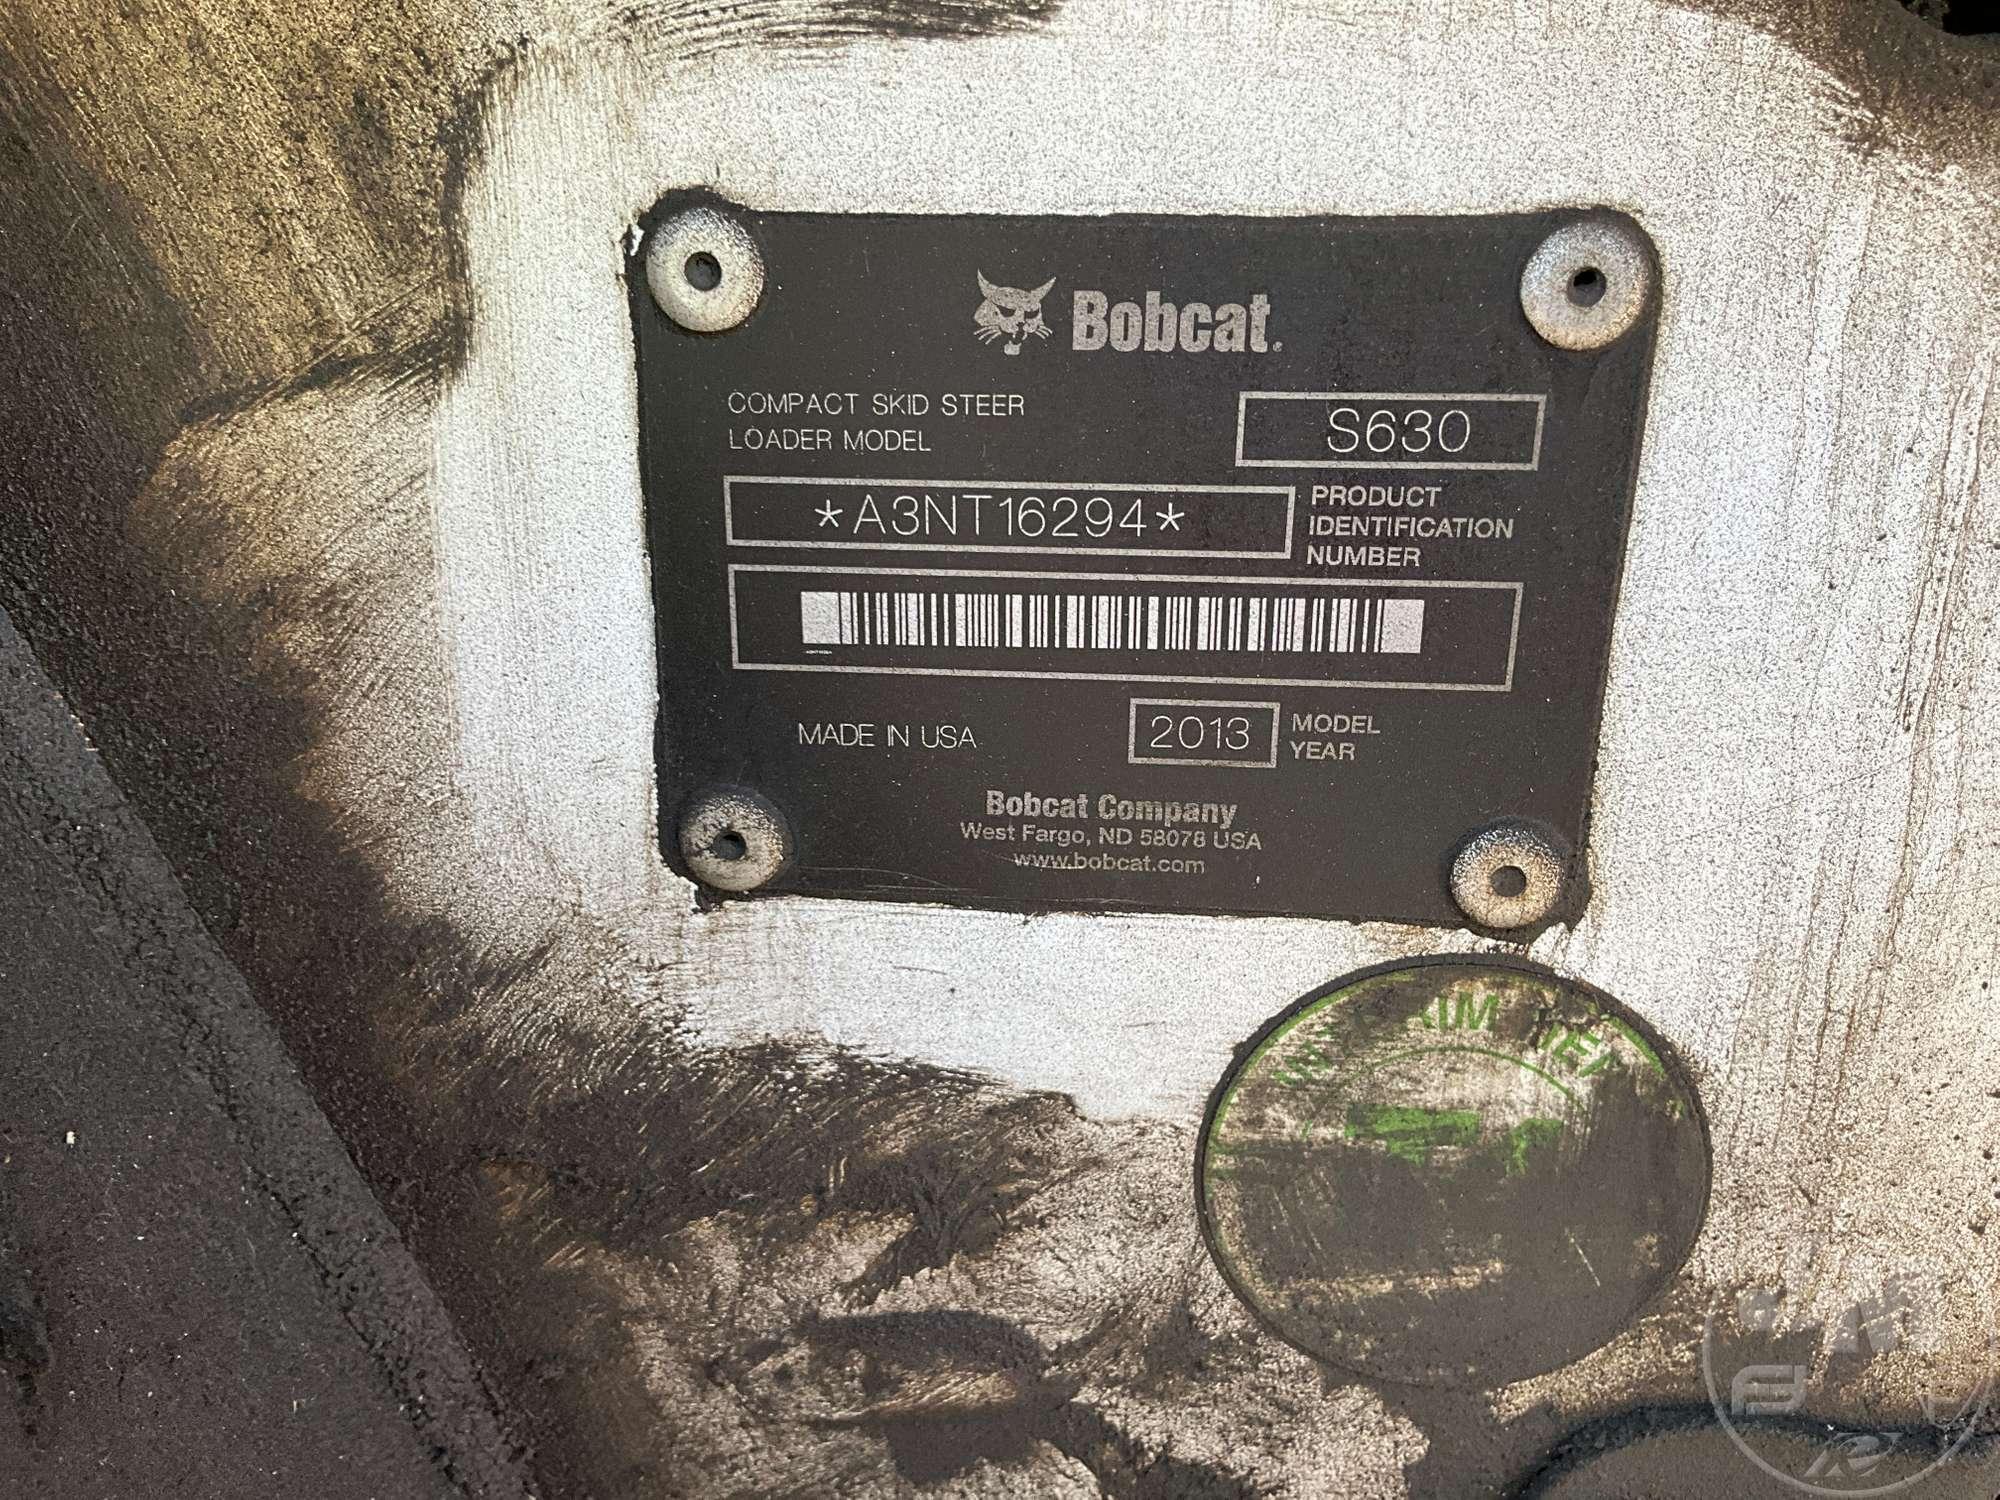 Bobcat®
COMPACT SKID STEER
LOADER MODEL
S630
*A3NT16294*
PRODUCT
IDENTIFICATION
NUMBER
MADE IN USA
2013
MODEL
YEAR
Bobcat Company
West Fargo, ND 58078 USA
www.bobcat.com